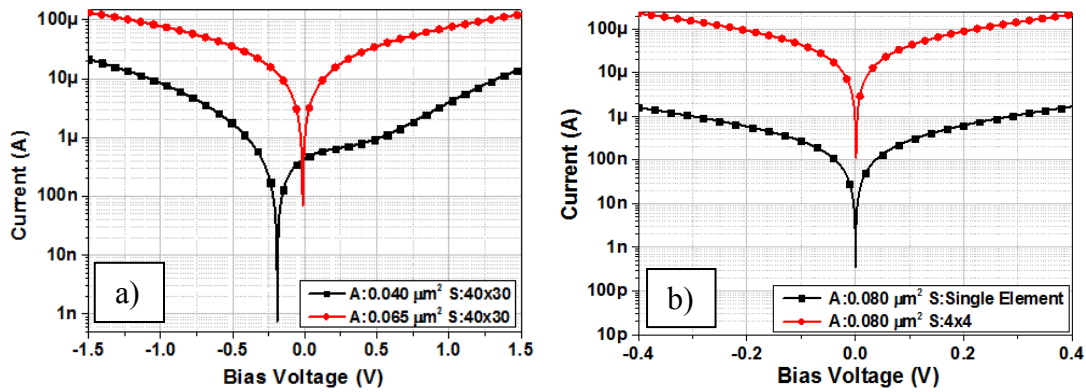 100µ
10µ
1µ
100n
10n
1n
Current (A)
a)
A:0.040 µm² S:40x30
A:0.065 µm² S:40x30
-1.5 -1.0 -0.5 0.0 0.5 1.0 1.5
Bias Voltage (V)
100µ
10µ
1µ
100n
10n
1n
100p
10p
Current (A)
b)
A:0.080 µm² S:Single Element
A:0.080 µm² S:4x4
-0.4 -0.2 0.0 0.2 0.4
Bias Voltage (V)